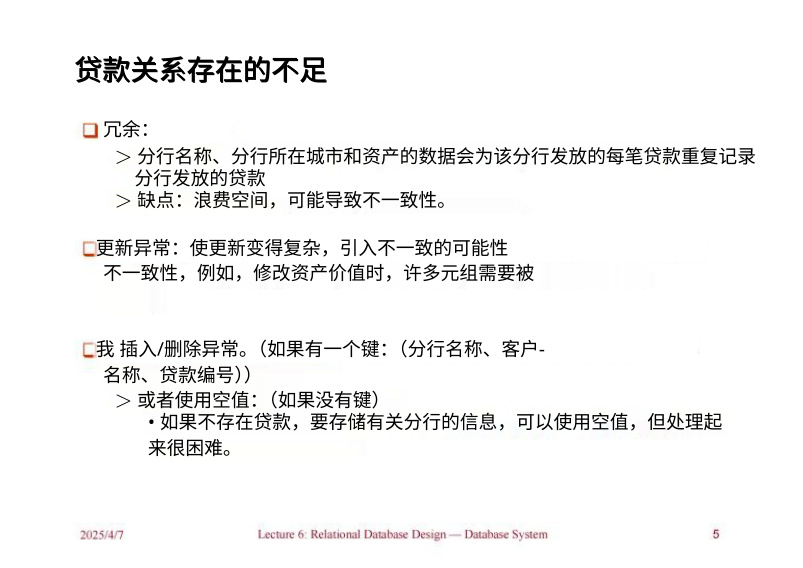 贷款关系存在的不足
冗余：
＞ 分行名称、分行所在城市和资产的数据会为该分行发放的每笔贷款重复记录
分行发放的贷款
＞ 缺点：浪费空间，可能导致不一致性。
更新异常：使更新变得复杂，引入不一致的可能性
不一致性，例如，修改资产价值时，许多元组需要被
我 插入/删除异常。（如果有一个键：（分行名称、客户-
名称、贷款编号））
＞ 或者使用空值：（如果没有键）
• 如果不存在贷款，要存储有关分行的信息，可以使用空值，但处理起
来很困难。
2025/4/7 Lecture 6: Relational Database Design — Database System 5